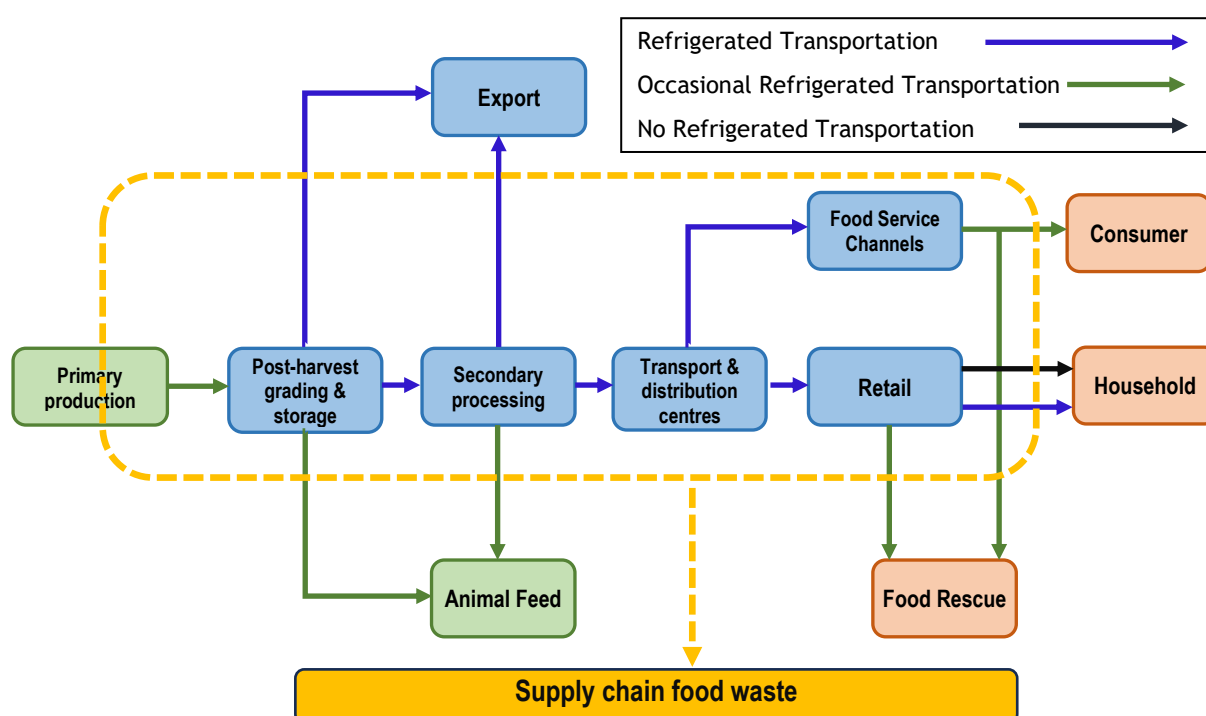 Refrigerated Transportation
Occasional Refrigerated Transportation
No Refrigerated Transportation
Export
Food Service
Channels
Consumer
Primary
production
Post-harvest
grading &
storage
Secondary
processing
Transport &
distribution
centres
Retail
Household
Animal Feed
Food Rescue
Supply chain food waste